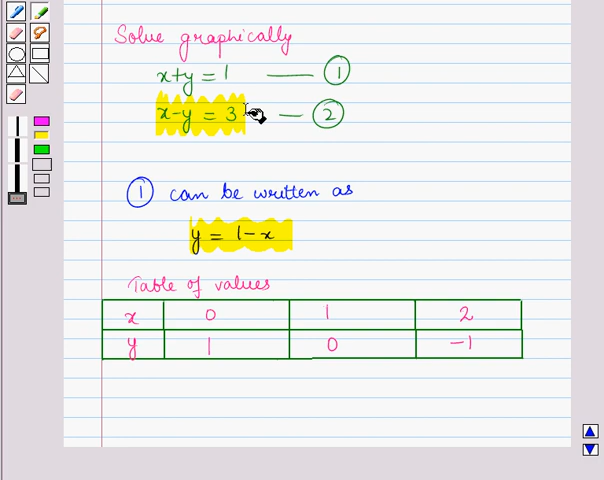 Solve graphically
x+y = 1 —— ①
x-y = 3 — ②
① can be written as
y = 1-x
Table of values
x 0 1 2
y 1 0 -1